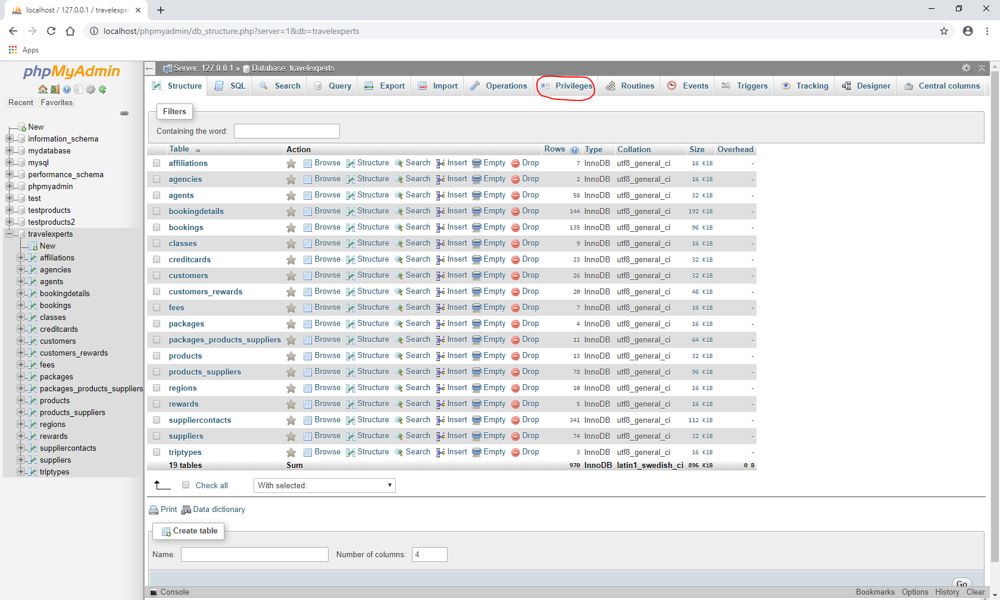 localhost / 127.0.0.1 / travelexper
localhost/phpmyadmin/db_structure.php?server=1&db=travelexperts
Apps
phpMyAdmin
Recent Favorites
New
information_schema
mydatabase
mysql
performance_schema
phpmyadmin
test
testproducts
testproducts2
travelexperts
New
affiliations
agencies
agents
bookingdetails
bookings
classes
creditcards
customers
customers_rewards
fees
packages
packages_products_suppliers
products
products_suppliers
regions
rewards
suppliercontacts
suppliers
triptypes
Server: 127.0.0.1 » Database: travelexperts
Structure SQL Search Query Export Import Operations Privileges Routines Events Triggers Tracking Designer Central columns
Filters
Containing the word:
Table Action Rows Type Collation Size Overhead
affiliations Browse Structure Search Insert Empty Drop 7 InnoDB utf8_general_ci 16 KiB -
agencies Browse Structure Search Insert Empty Drop 2 InnoDB utf8_general_ci 16 KiB -
agents Browse Structure Search Insert Empty Drop 58 InnoDB utf8_general_ci 32 KiB -
bookingdetails Browse Structure Search Insert Empty Drop 144 InnoDB utf8_general_ci 192 KiB -
bookings Browse Structure Search Insert Empty Drop 135 InnoDB utf8_general_ci 96 KiB -
classes Browse Structure Search Insert Empty Drop 9 InnoDB utf8_general_ci 16 KiB -
creditcards Browse Structure Search Insert Empty Drop 23 InnoDB utf8_general_ci 32 KiB -
customers Browse Structure Search Insert Empty Drop 26 InnoDB utf8_general_ci 32 KiB -
customers_rewards Browse Structure Search Insert Empty Drop 20 InnoDB utf8_general_ci 48 KiB -
fees Browse Structure Search Insert Empty Drop 7 InnoDB utf8_general_ci 16 KiB -
packages Browse Structure Search Insert Empty Drop 4 InnoDB utf8_general_ci 16 KiB -
packages_products_suppliers Browse Structure Search Insert Empty Drop 11 InnoDB utf8_general_ci 64 KiB -
products Browse Structure Search Insert Empty Drop 13 InnoDB utf8_general_ci 32 KiB -
products_suppliers Browse Structure Search Insert Empty Drop 78 InnoDB utf8_general_ci 96 KiB -
regions Browse Structure Search Insert Empty Drop 10 InnoDB utf8_general_ci 16 KiB -
rewards Browse Structure Search Insert Empty Drop 5 InnoDB utf8_general_ci 16 KiB -
suppliercontacts Browse Structure Search Insert Empty Drop 341 InnoDB utf8_general_ci 112 KiB -
suppliers Browse Structure Search Insert Empty Drop 74 InnoDB utf8_general_ci 32 KiB -
triptypes Browse Structure Search Insert Empty Drop 3 InnoDB utf8_general_ci 16 KiB -
19 tables Sum 970 InnoDB latin1_swedish_ci 896 KiB 0 B
Check all With selected:
Print Data dictionary
Create table
Name: Number of columns: 4
Go
Console Bookmarks Options History Clear